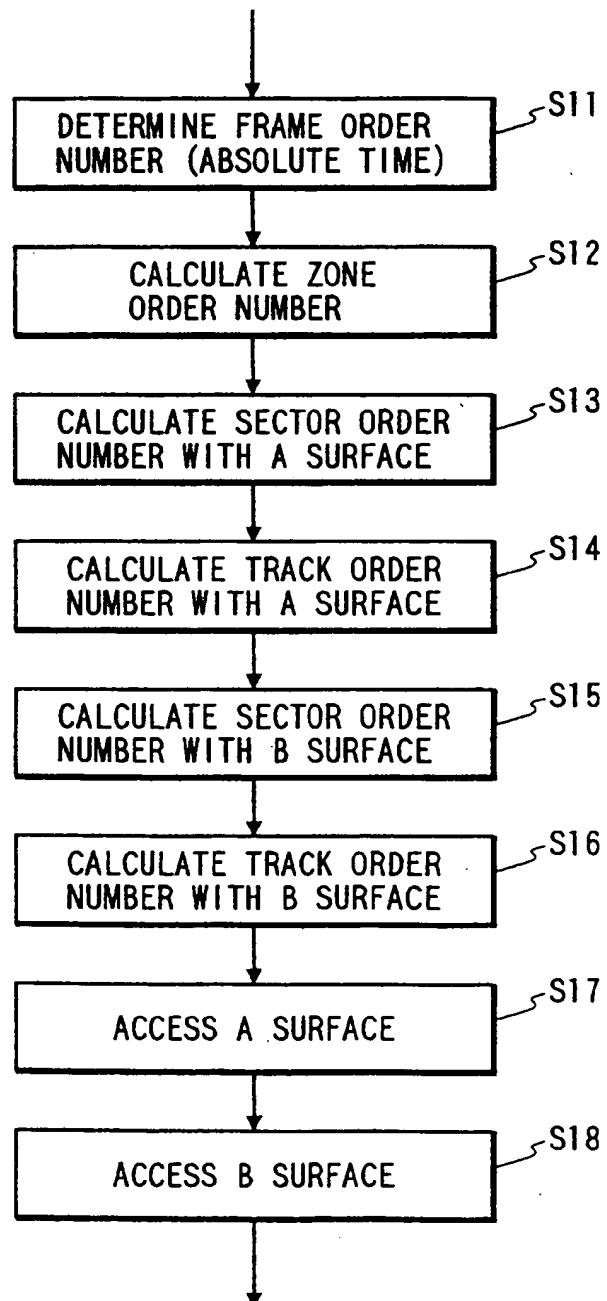 S11
DETERMINE FRAME ORDER
NUMBER (ABSOLUTE TIME)
S12
CALCULATE ZONE
ORDER NUMBER
S13
CALCULATE SECTOR ORDER
NUMBER WITH A SURFACE
S14
CALCULATE TRACK ORDER
NUMBER WITH A SURFACE
S15
CALCULATE SECTOR ORDER
NUMBER WITH B SURFACE
S16
CALCULATE TRACK ORDER
NUMBER WITH B SURFACE
S17
ACCESS A SURFACE
S18
ACCESS B SURFACE